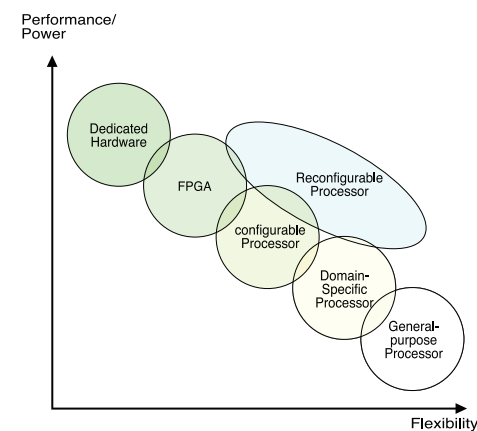 Performance/
Power
Dedicated
Hardware
FPGA
Reconfigurable
Processor
configurable
Processor
Domain-
Specific
Processor
General-
purpose
Processor
Flexibility